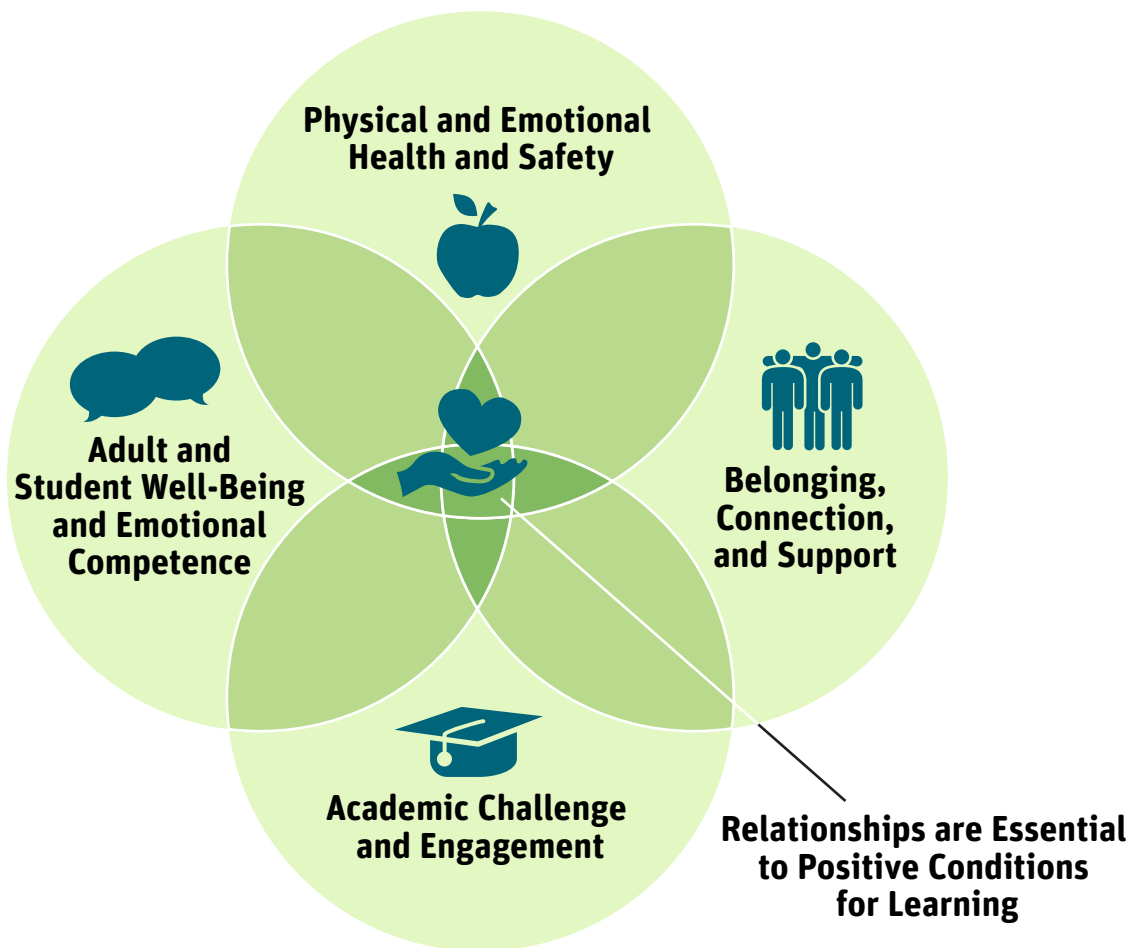 Physical and Emotional
Health and Safety
Adult and
Student Well-Being
and Emotional
Competence
Belonging,
Connection,
and Support
Academic Challenge
and Engagement
Relationships are Essential
to Positive Conditions
for Learning